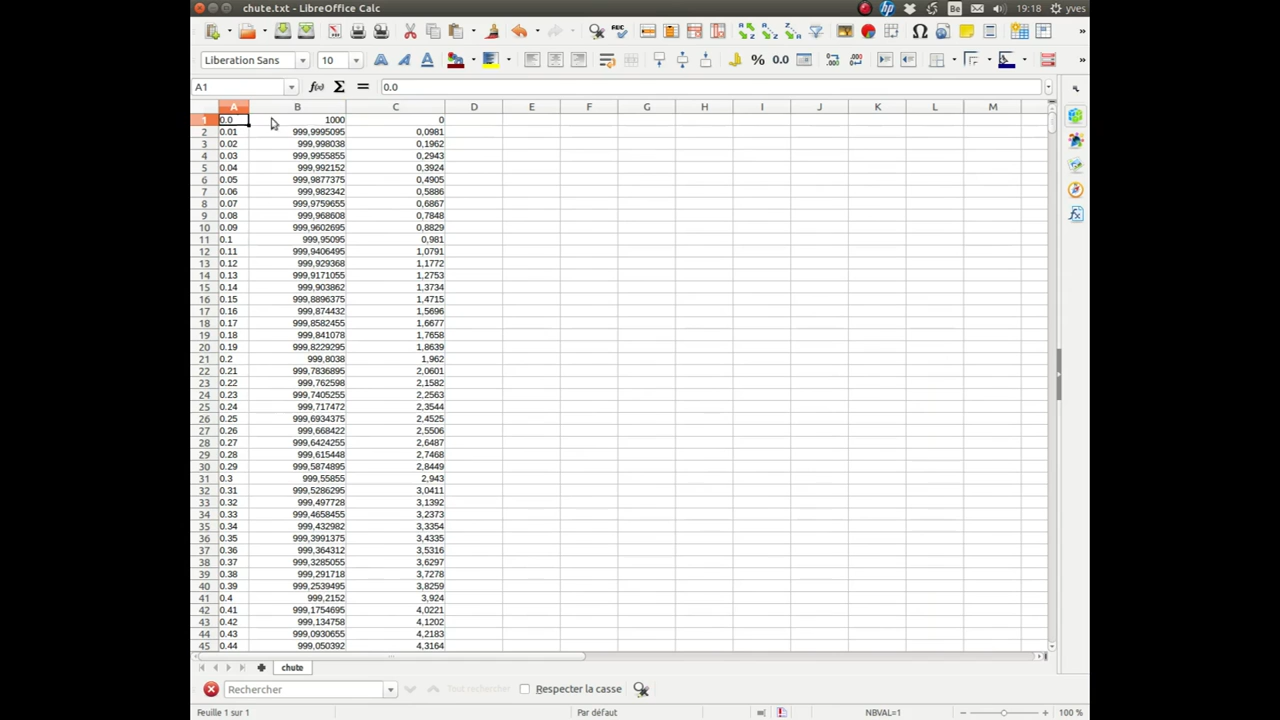 chute.txt - LibreOffice Calc
Be 19:18 yves
Liberation Sans 10 % 0.0
A1 0.0
A B C D E F G H I J K L M
1 0.0 1000 0
2 0.01 999,9995095 0,0981
3 0.02 999,998038 0,1962
4 0.03 999,9955855 0,2943
5 0.04 999,992152 0,3924
6 0.05 999,9877375 0,4905
7 0.06 999,982342 0,5886
8 0.07 999,9759655 0,6867
9 0.08 999,968608 0,7848
10 0.09 999,9602695 0,8829
11 0.1 999,95095 0,981
12 0.11 999,9406495 1,0791
13 0.12 999,929368 1,1772
14 0.13 999,9171055 1,2753
15 0.14 999,903862 1,3734
16 0.15 999,8896375 1,4715
17 0.16 999,874432 1,5696
18 0.17 999,8582455 1,6677
19 0.18 999,841078 1,7658
20 0.19 999,8229295 1,8639
21 0.2 999,8038 1,962
22 0.21 999,7836895 2,0601
23 0.22 999,762598 2,1582
24 0.23 999,7405255 2,2563
25 0.24 999,717472 2,3544
26 0.25 999,6934375 2,4525
27 0.26 999,668422 2,5506
28 0.27 999,6424255 2,6487
29 0.28 999,615448 2,7468
30 0.29 999,5874895 2,8449
31 0.3 999,55855 2,943
32 0.31 999,5286295 3,0411
33 0.32 999,497728 3,1392
34 0.33 999,4658455 3,2373
35 0.34 999,432982 3,3354
36 0.35 999,3991375 3,4335
37 0.36 999,364312 3,5316
38 0.37 999,3285055 3,6297
39 0.38 999,291718 3,7278
40 0.39 999,2539495 3,8259
41 0.4 999,2152 3,924
42 0.41 999,1754695 4,0221
43 0.42 999,134758 4,1202
44 0.43 999,0930655 4,2183
45 0.44 999,050392 4,3164
chute
Rechercher Tout rechercher Respecter la casse
Feuille 1 sur 1 Par défaut NBVAL=1 100 %